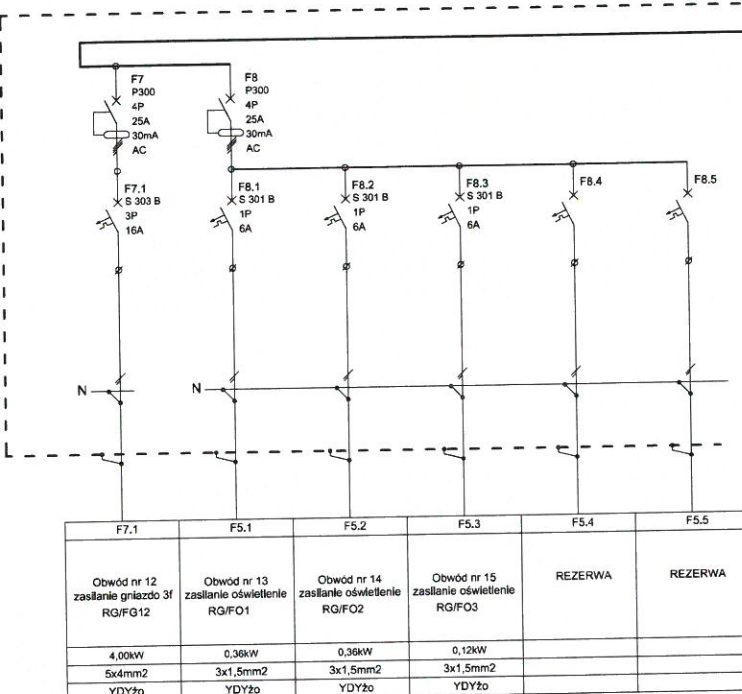 F7
P300
4P
25A
30mA
AC
F8
P300
4P
25A
30mA
AC
F7.1
S 303 B
3P
16A
F8.1
S 301 B
1P
6A
F8.2
S 301 B
1P
6A
F8.3
S 301 B
1P
6A
F8.4
F8.5
N
N
F7.1 F5.1 F5.2 F5.3 F5.4 F5.5
Obwód nr 12
zasilanie gniazdo 3f
RG/FG12
Obwód nr 13
zasilanie oświetlenie
RG/FO1
Obwód nr 14
zasilanie oświetlenie
RG/FO2
Obwód nr 15
zasilanie oświetlenie
RG/FO3
REZERWA
REZERWA
4,00kW 0,36kW 0,36kW 0,12kW
5x4mm2 3x1,5mm2 3x1,5mm2 3x1,5mm2
YDYżo YDYżo YDYżo YDYżo